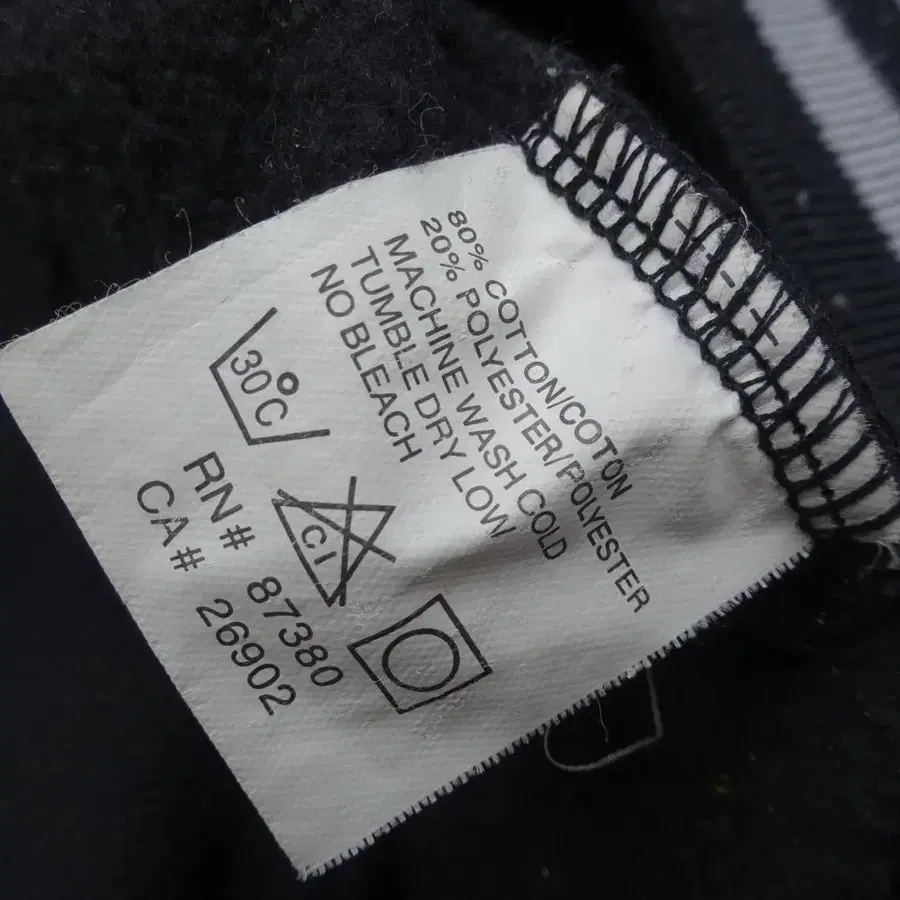 80% COTTON/COTON
20% POLYESTER/POLYESTER
MACHINE WASH COLD
TUMBLE DRY LOW
NO BLEACH
30°C
Cl
RN# 87380
CA# 26902